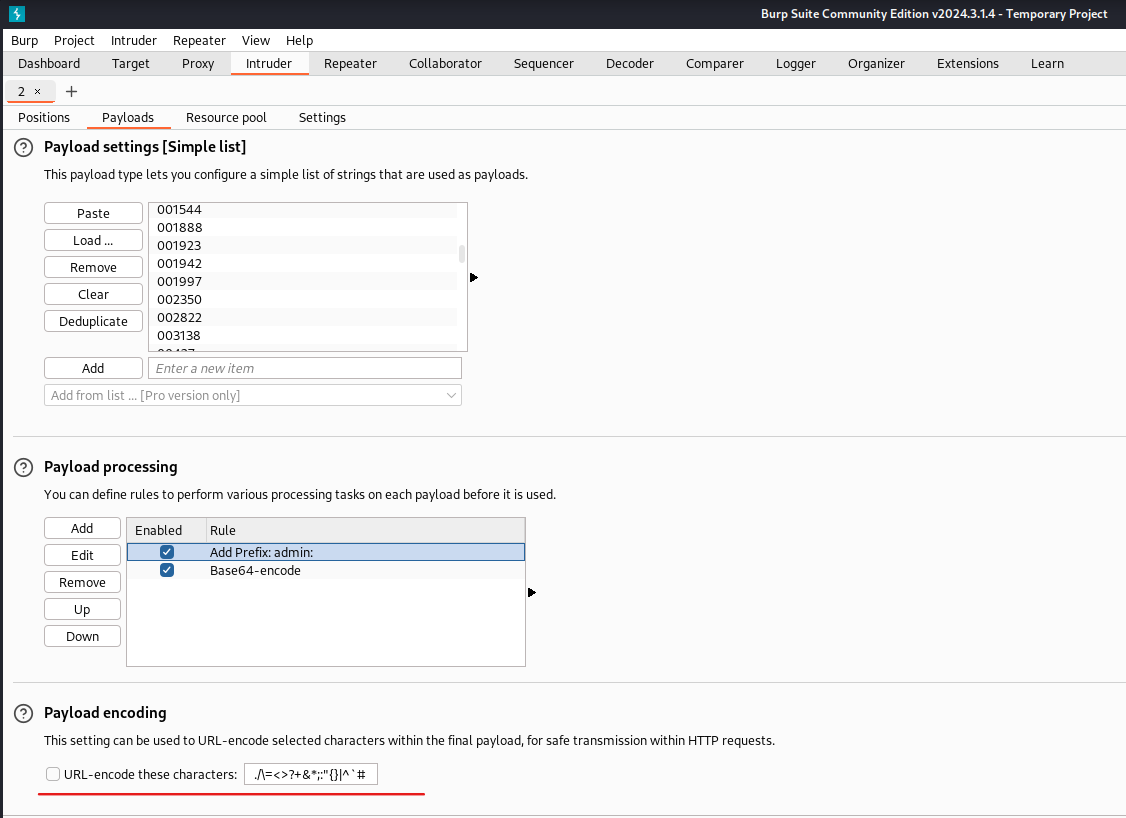 Burp Suite Community Edition v2024.3.1.4 - Temporary Project
Burp Project Intruder Repeater View Help
Dashboard Target Proxy Intruder Repeater Collaborator Sequencer Decoder Comparer Logger Organizer Extensions Learn
2 × +
Positions Payloads Resource pool Settings
? Payload settings [Simple list]
This payload type lets you configure a simple list of strings that are used as payloads.
Paste
Load ...
Remove
Clear
Deduplicate
001544
001888
001923
001942
001997
002350
002822
003138
Add Enter a new item
Add from list ... [Pro version only]
? Payload processing
You can define rules to perform various processing tasks on each payload before it is used.
Add
Edit
Remove
Up
Down
Enabled Rule
Add Prefix: admin:
Base64-encode
? Payload encoding
This setting can be used to URL-encode selected characters within the final payload, for safe transmission within HTTP requests.
URL-encode these characters: ./\=<>?+&*;:"{}|^`#